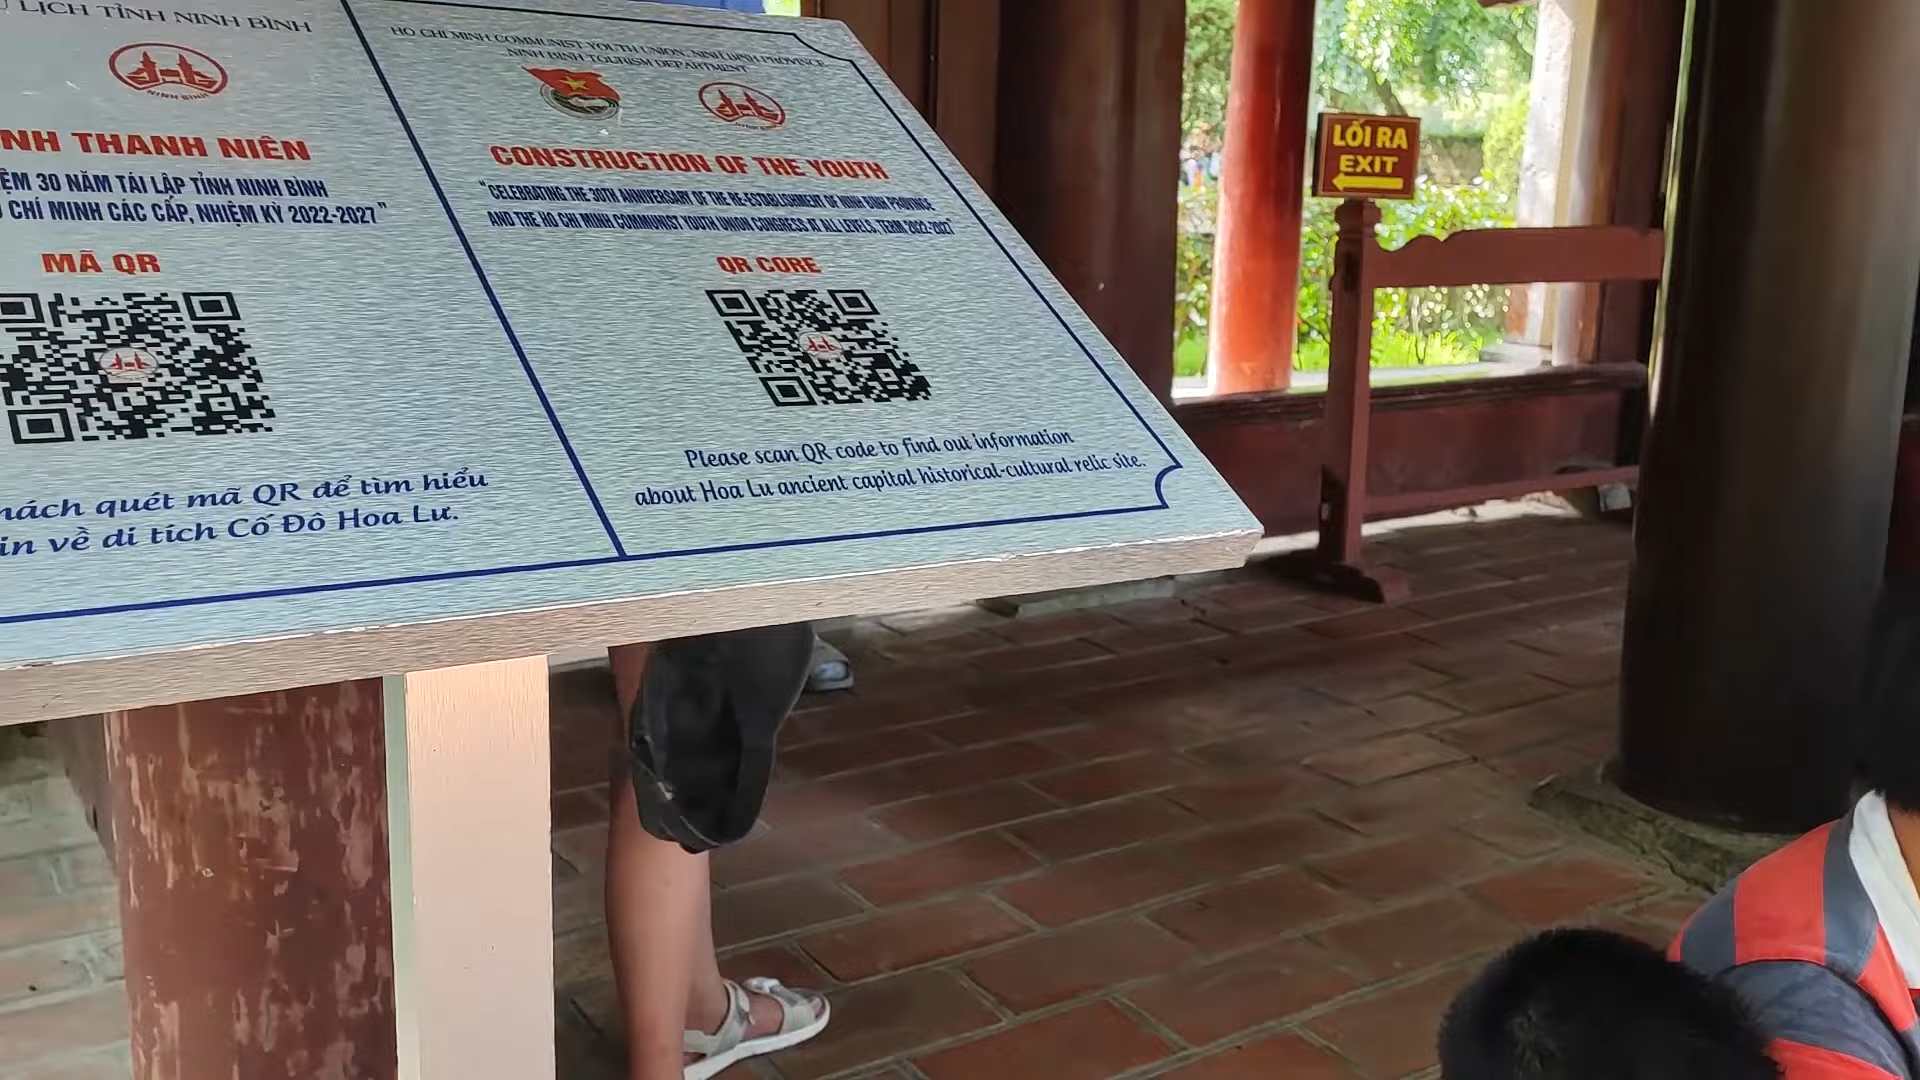 LỊCH TỈNH NINH BÌNH
NINH BÌNH
NH THANH NIÊN
ỆM 30 NĂM TÁI LẬP TỈNH NINH BÌNH
CHÍ MINH CÁC CẤP, NHIỆM KỲ 2022-2027"
MÃ QR
hách quét mã QR để tìm hiểu
in về di tích Cố Đô Hoa Lư.
HO CHI MINH COMMUNIST YOUTH UNION, NINH BINH PROVINCE
NINH BINH TOURISM DEPARTMENT
CONSTRUCTION OF THE YOUTH
"CELEBRATING THE 30TH ANNIVERSARY OF THE RE-ESTABLISHMENT OF NINH BINH PROVINCE
AND THE HO CHI MINH COMMUNIST YOUTH UNION CONGRESS AT ALL LEVELS, TERM 2022-2027"
QR CORE
Please scan QR code to find out information
about Hoa Lu ancient capital historical-cultural relic site.
LỐI RA
EXIT